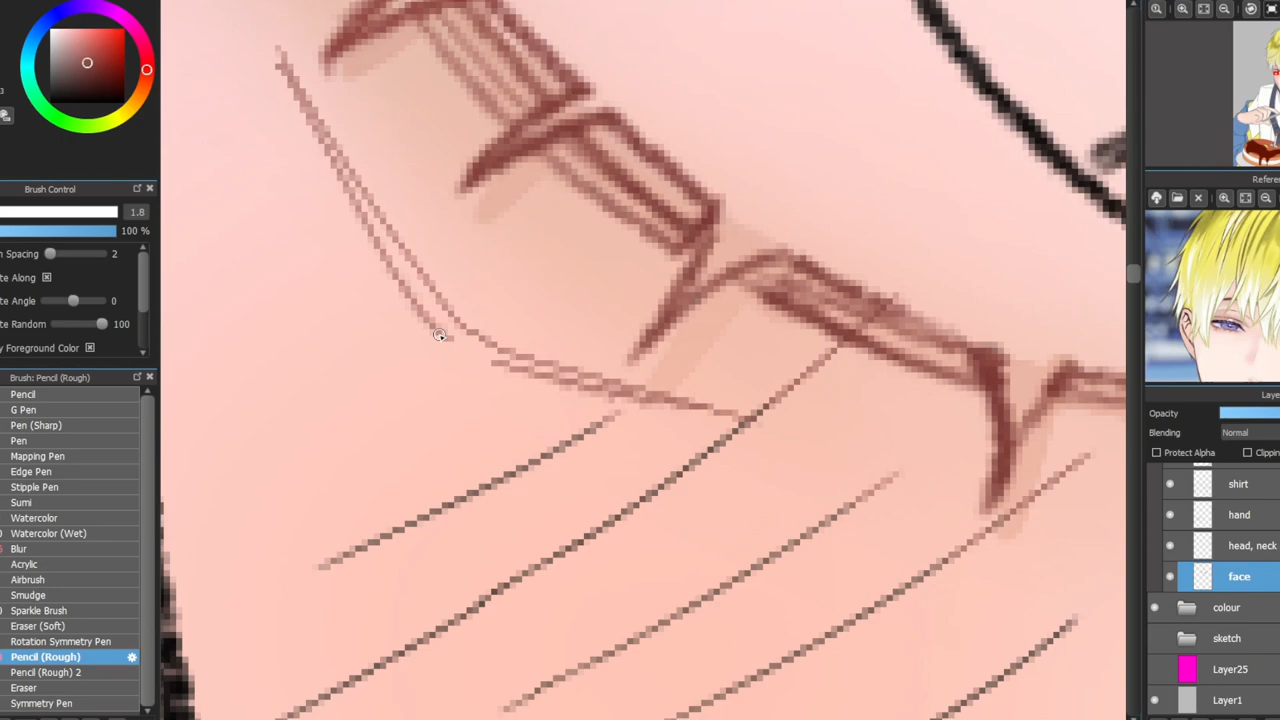 3
Brush Control
1.8
100 %
Spacing 2
te Along
te Angle 0
te Random 100
y Foreground Color
Brush: Pencil (Rough)
Pencil
G Pen
Pen (Sharp)
Pen
Mapping Pen
Edge Pen
Stipple Pen
Sumi
Watercolor
Watercolor (Wet)
Blur
Acrylic
Airbrush
Smudge
Sparkle Brush
Eraser (Soft)
Rotation Symmetry Pen
Pencil (Rough)
Pencil (Rough) 2
Eraser
Symmetry Pen
Refere
Laye
Opacity
Blending Normal
Protect Alpha Clippin
shirt
hand
head, neck
face
colour
sketch
Layer25
Layer1